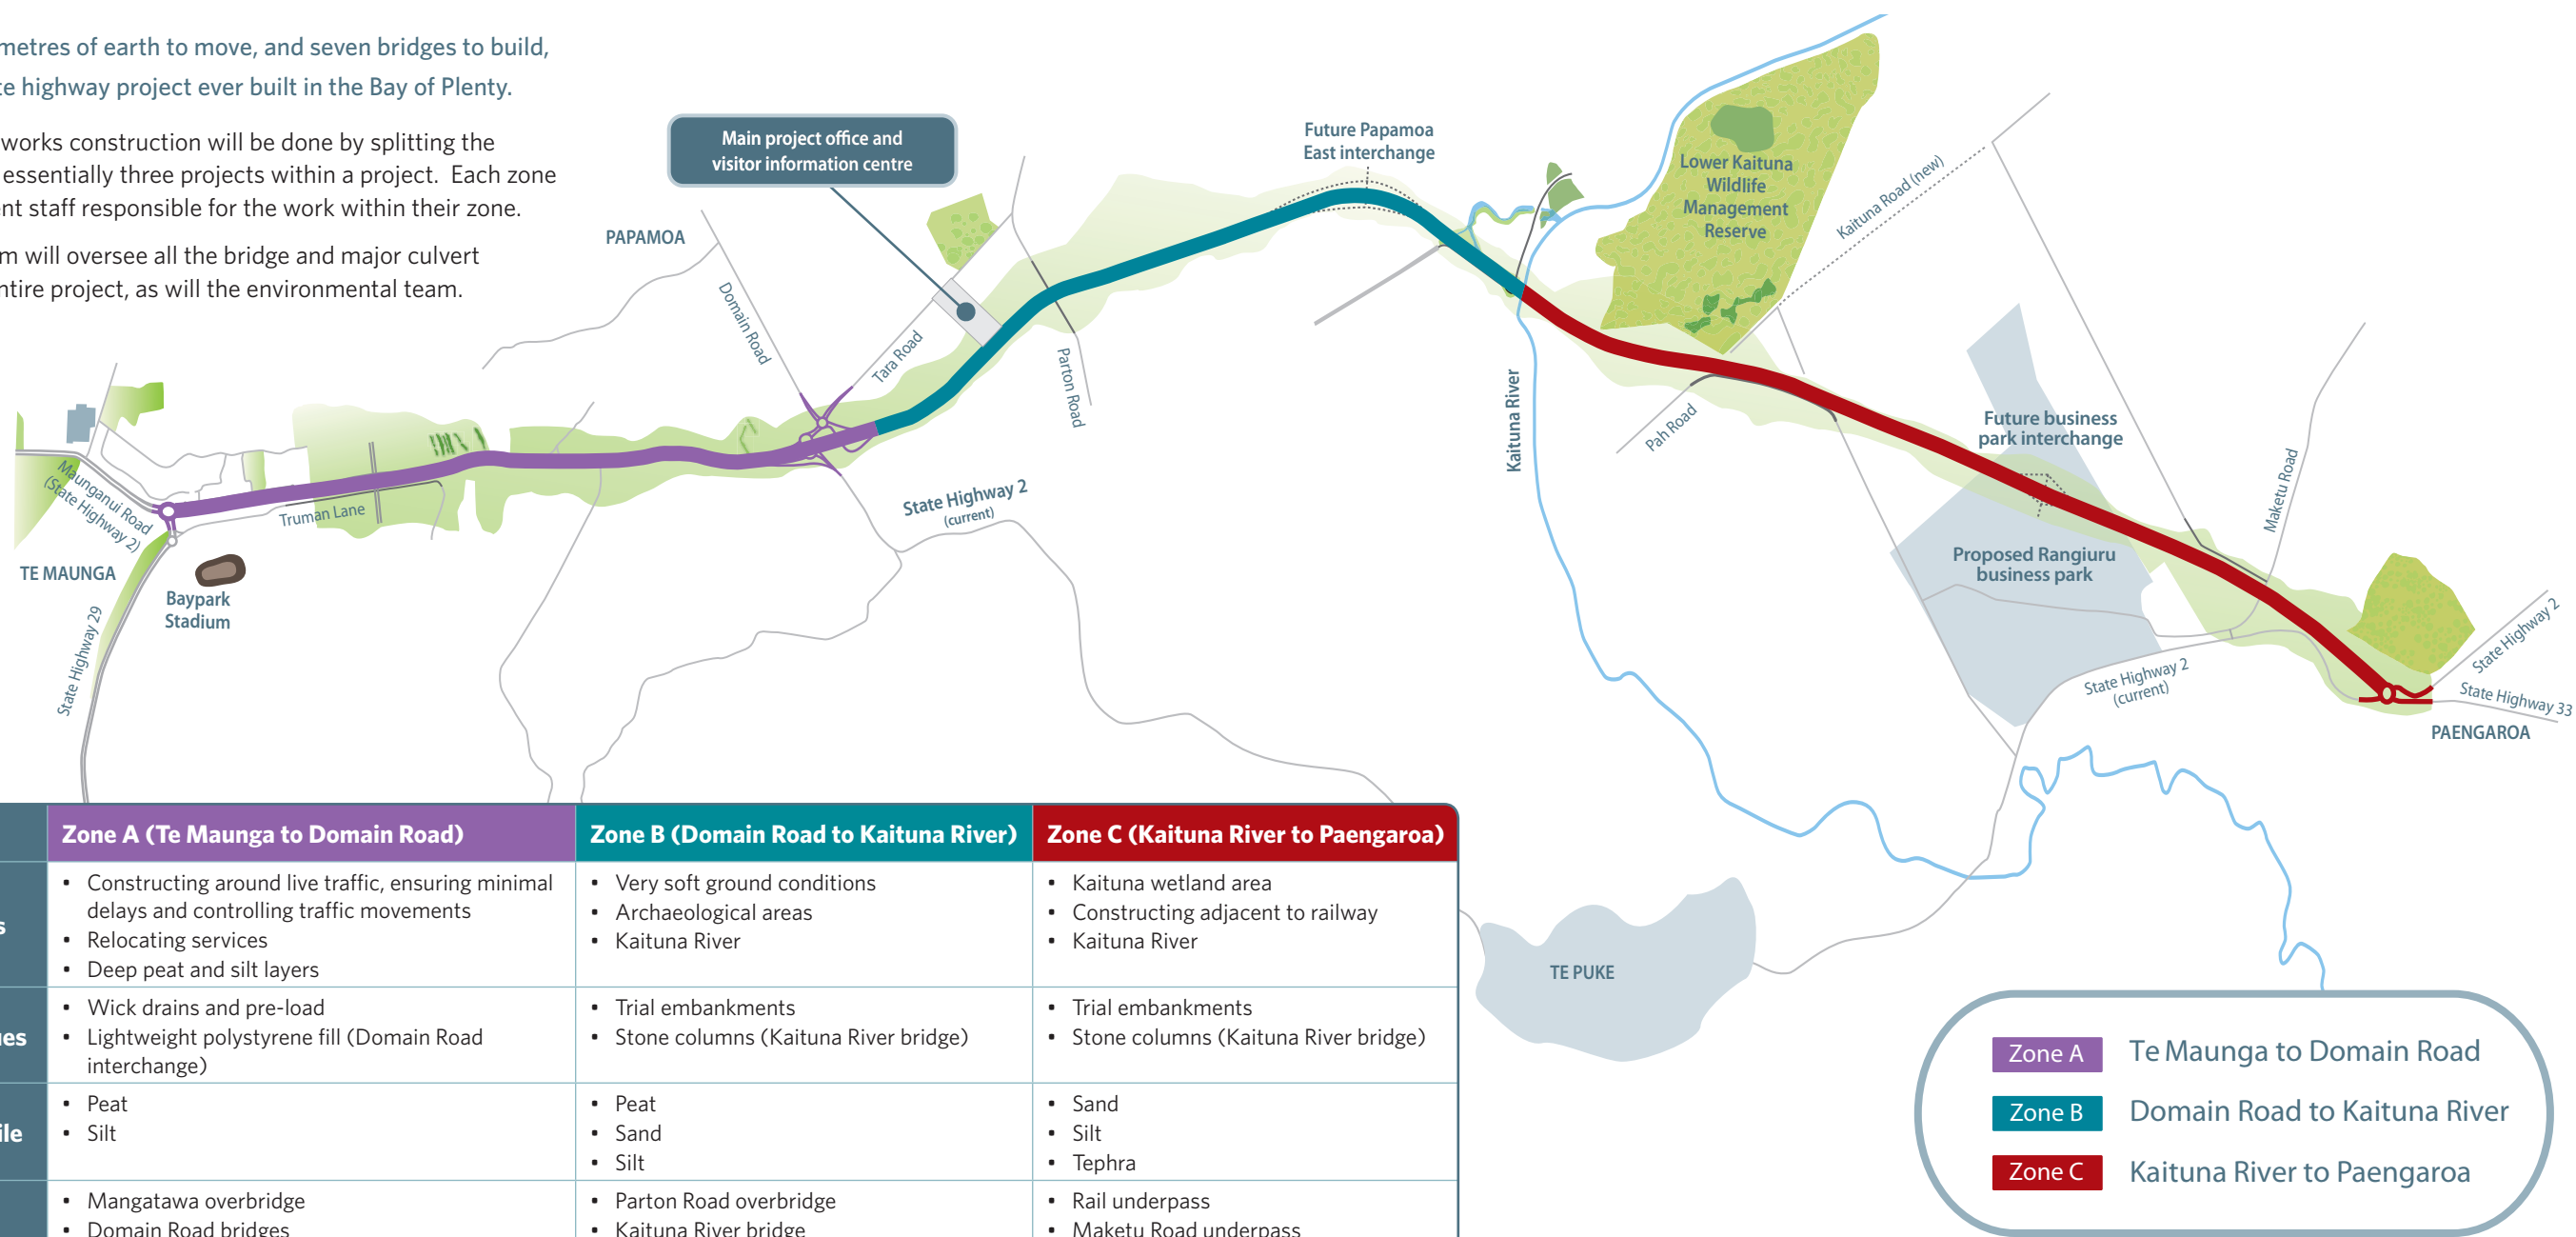 metres of earth to move, and seven bridges to build,
te highway project ever built in the Bay of Plenty.
works construction will be done by splitting the
essentially three projects within a project. Each zone
ent staff responsible for the work within their zone.
m will oversee all the bridge and major culvert
ntire project, as will the environmental team.
Main project office and
visitor information centre
PAPAMOA
Domain Road
Tara Road
Parton Road
Future Papamoa
East interchange
Lower Kaituna
Wildlife
Management
Reserve
Kaituna Road (new)
Kaituna River
Pah Road
Future business
park interchange
Proposed Rangiuru
business park
Maketu Road
State Highway 2
State Highway 33
PAENGAROA
State Highway 2
(current)
Maunganui Road
(State Highway 2)
TE MAUNGA
State Highway 29
Baypark
Stadium
Truman Lane
State Highway 2
(current)
TE PUKE
Zone A (Te Maunga to Domain Road)
Zone B (Domain Road to Kaituna River)
Zone C (Kaituna River to Paengaroa)
s
• Constructing around live traffic, ensuring minimal
delays and controlling traffic movements
• Relocating services
• Deep peat and silt layers
• Very soft ground conditions
• Archaeological areas
• Kaituna River
• Kaituna wetland area
• Constructing adjacent to railway
• Kaituna River
ues
• Wick drains and pre-load
• Lightweight polystyrene fill (Domain Road
interchange)
• Trial embankments
• Stone columns (Kaituna River bridge)
• Trial embankments
• Stone columns (Kaituna River bridge)
ile
• Peat
• Silt
• Peat
• Sand
• Silt
• Sand
• Silt
• Tephra
• Mangatawa overbridge
• Domain Road bridges
• Parton Road overbridge
• Kaituna River bridge
• Rail underpass
• Maketu Road underpass
Zone A Te Maunga to Domain Road
Zone B Domain Road to Kaituna River
Zone C Kaituna River to Paengaroa